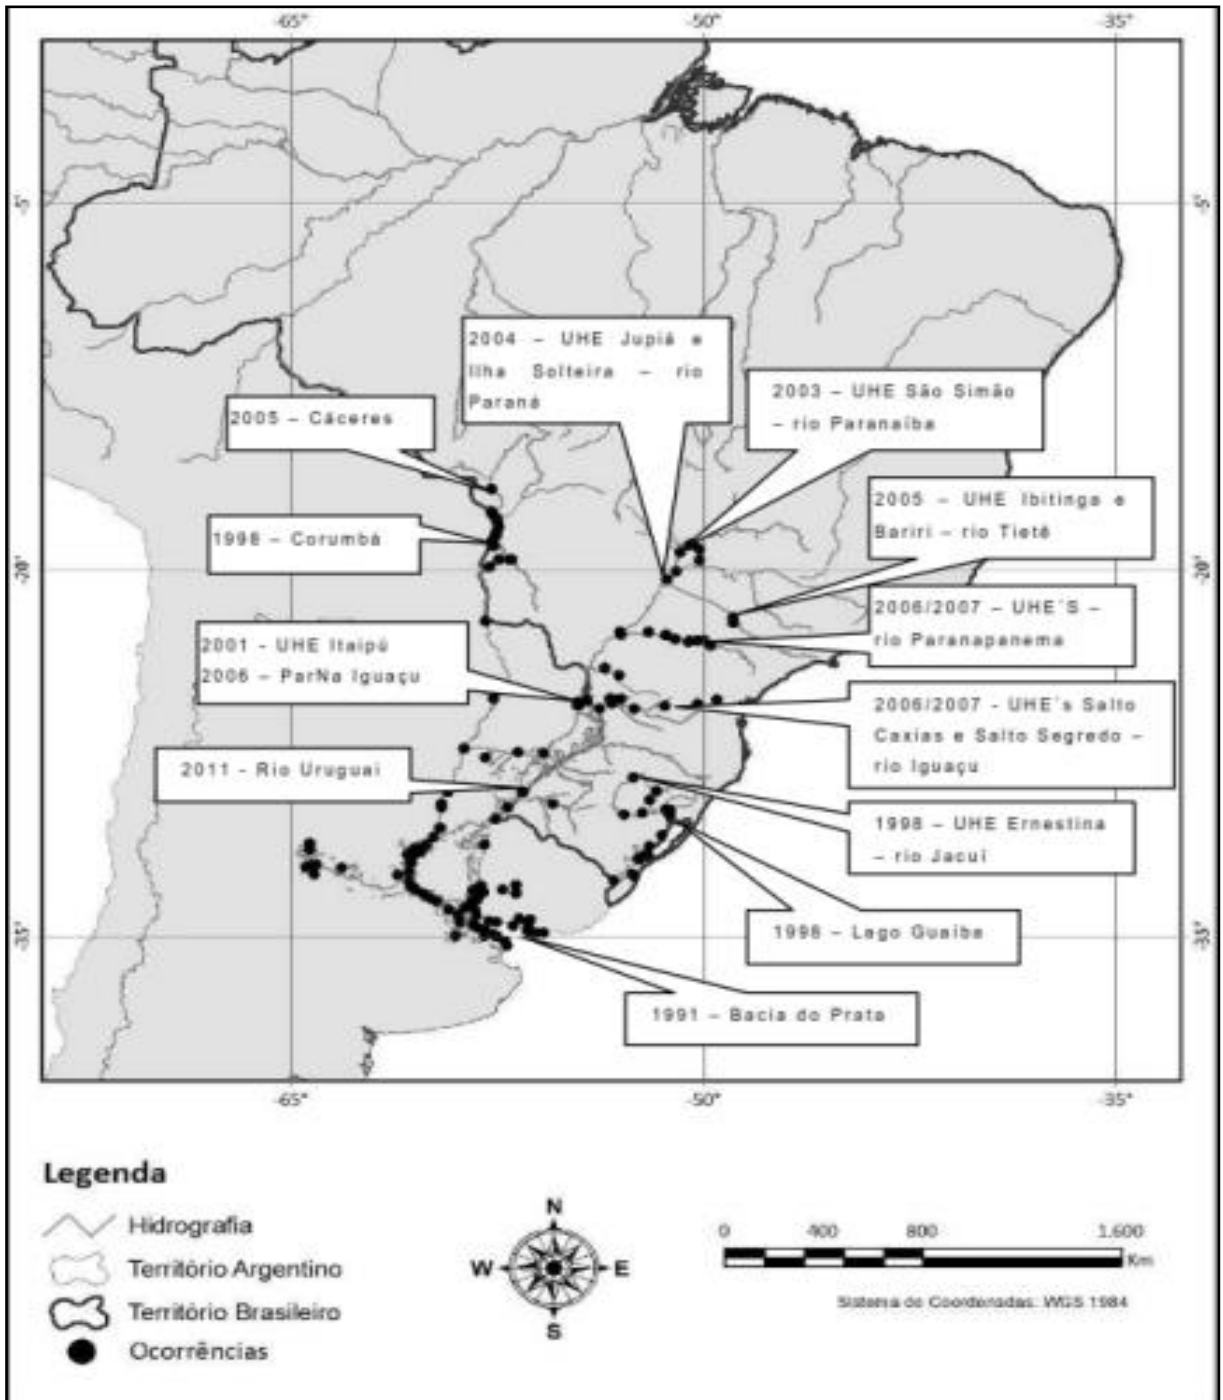 -65°
-50°
-35°
-5°
-5°
2004 – UHE Jupiá e
Ilha Solteira – rio
Paraná
2003 – UHE São Simão
– rio Paranaíba
2005 – Cáceres
2005 – UHE Ibitinga e
Bariri – rio Tietê
1998 – Corumbá
-20°
-20°
2006/2007 – UHE´S –
rio Paranapanema
2001 - UHE Itaipú
2006 – ParNa Iguaçu
2006/2007 - UHE´s Salto
Caxias e Salto Segredo –
rio Iguaçu
2011 - Rio Uruguai
1998 – UHE Ernestina
– rio Jacuí
1998 – Lago Guaíba
-35°
-35°
1991 – Bacia do Prata
-65°
-50°
-35°
Legenda
Hidrografia
Território Argentino
Território Brasileiro
Ocorrências
N
W
E
S
0
400
800
1.600
Km
Sistema de Coordenadas: WGS 1984